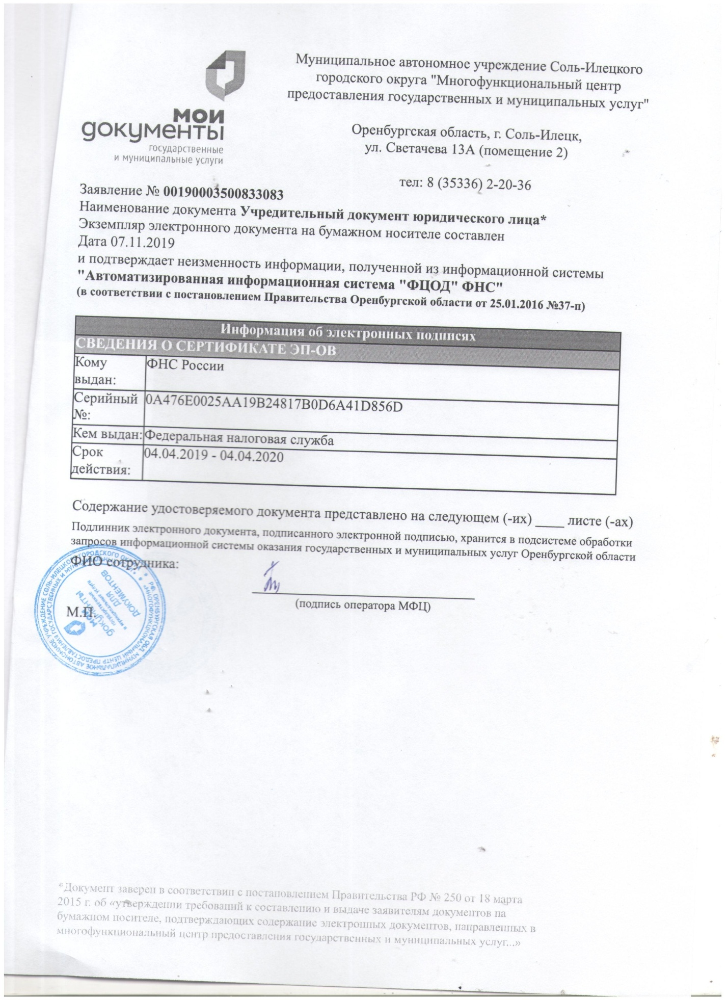 Муниципальное автономное учреждение Соль-Илецкого
городского округа "Многофункциональный центр
предоставления государственных и муниципальных услуг"
Оренбургская область, г. Соль-Илецк,
ул. Светачева 13А (помещение 2)
тел: 8 (35336) 2-20-36
мои
документы
государственные
и муниципальные услуги
Заявление № 00190003500833083
Наименование документа Учредительный документ юридического лица*
Экземпляр электронного документа на бумажном носителе составлен
Дата 07.11.2019
и подтверждает неизменность информации, полученной из информационной системы
"Автоматизированная информационная система "ФЦОД" ФНС"
(в соответствии с постановлением Правительства Оренбургской области от 25.01.2016 №37-п)
Информация об электронных подписях
СВЕДЕНИЯ О СЕРТИФИКАТЕ ЭП-ОВ
Кому выдан: ФНС России
Серийный №: 0A476E0025AA19B24817B0D6A41D856D
Кем выдан: Федеральная налоговая служба
Срок действия: 04.04.2019 - 04.04.2020
Содержание удостоверяемого документа представлено на следующем (-их) ____ листе (-ах)
Подлинник электронного документа, подписанного электронной подписью, хранится в подсистеме обработки
запросов информационной системы оказания государственных и муниципальных услуг Оренбургской области
ФИО сотрудника:
(подпись оператора МФЦ)
М.П.
РФ, ОРЕНБУРГСКАЯ ОБЛ. МУНИЦИПАЛЬНОЕ АВТОНОМНОЕ УЧРЕЖДЕНИЕ СОЛЬ-ИЛЕЦКОГО ГОРОДСКОГО ОКРУГА
«МНОГОФУНКЦИОНАЛЬНЫЙ ЦЕНТР ПРЕДОСТАВЛЕНИЯ ГОСУДАРСТВЕННЫХ И МУНИЦИПАЛЬНЫХ УСЛУГ»
мои
документы
государственные
и муниципальные услуги
ДЛЯ
ДОКУМЕНТОВ
*Документ заверен в соответствии с постановлением Правительства РФ № 250 от 18 марта
2015 г. об «утверждении требований к составлению и выдаче заявителям документов на
бумажном носителе, подтверждающих содержание электронных документов, направленных в
многофункциональный центр предоставления государственных и муниципальных услуг...»